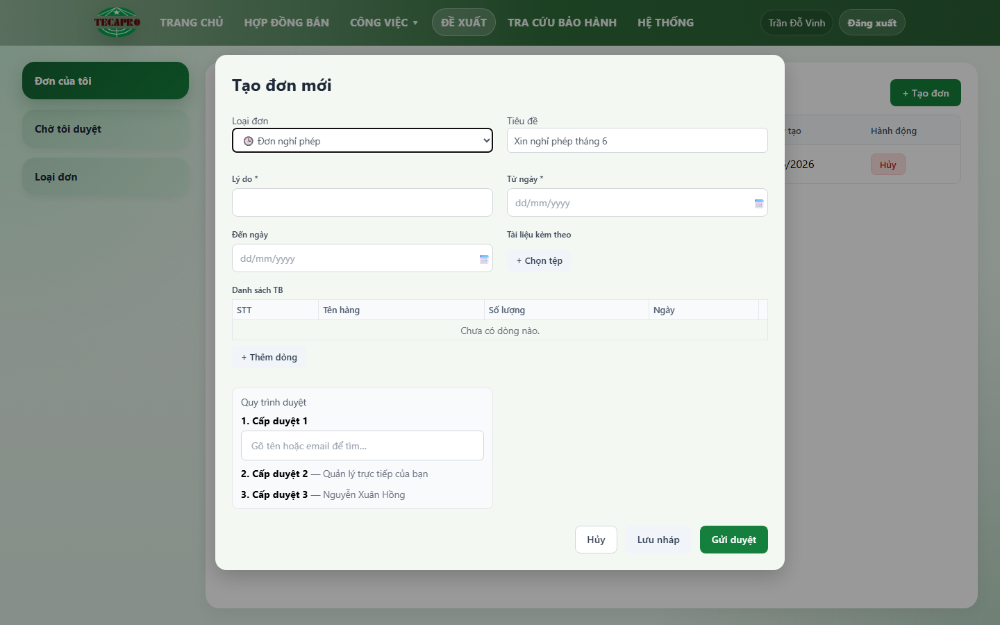 TECAPRO
TRANG CHỦ
HỢP ĐỒNG BÁN
CÔNG VIỆC ▼
ĐỀ XUẤT
TRA CỨU BẢO HÀNH
HỆ THỐNG
Trần Đỗ Vinh
Đăng xuất
Đơn của tôi
Chờ tôi duyệt
Loại đơn
+ Tạo đơn
tạo
Hành động
/2026
Hủy
Tạo đơn mới
Loại đơn
Tiêu đề
Đơn nghỉ phép
Xin nghỉ phép tháng 6
Lý do *
Từ ngày *
dd/mm/yyyy
Đến ngày
Tài liệu kèm theo
dd/mm/yyyy
+ Chọn tệp
Danh sách TB
STT Tên hàng Số lượng Ngày
Chưa có dòng nào.
+ Thêm dòng
Quy trình duyệt
1. Cấp duyệt 1
Gõ tên hoặc email để tìm...
2. Cấp duyệt 2 — Quản lý trực tiếp của bạn
3. Cấp duyệt 3 — Nguyễn Xuân Hồng
Hủy
Lưu nháp
Gửi duyệt